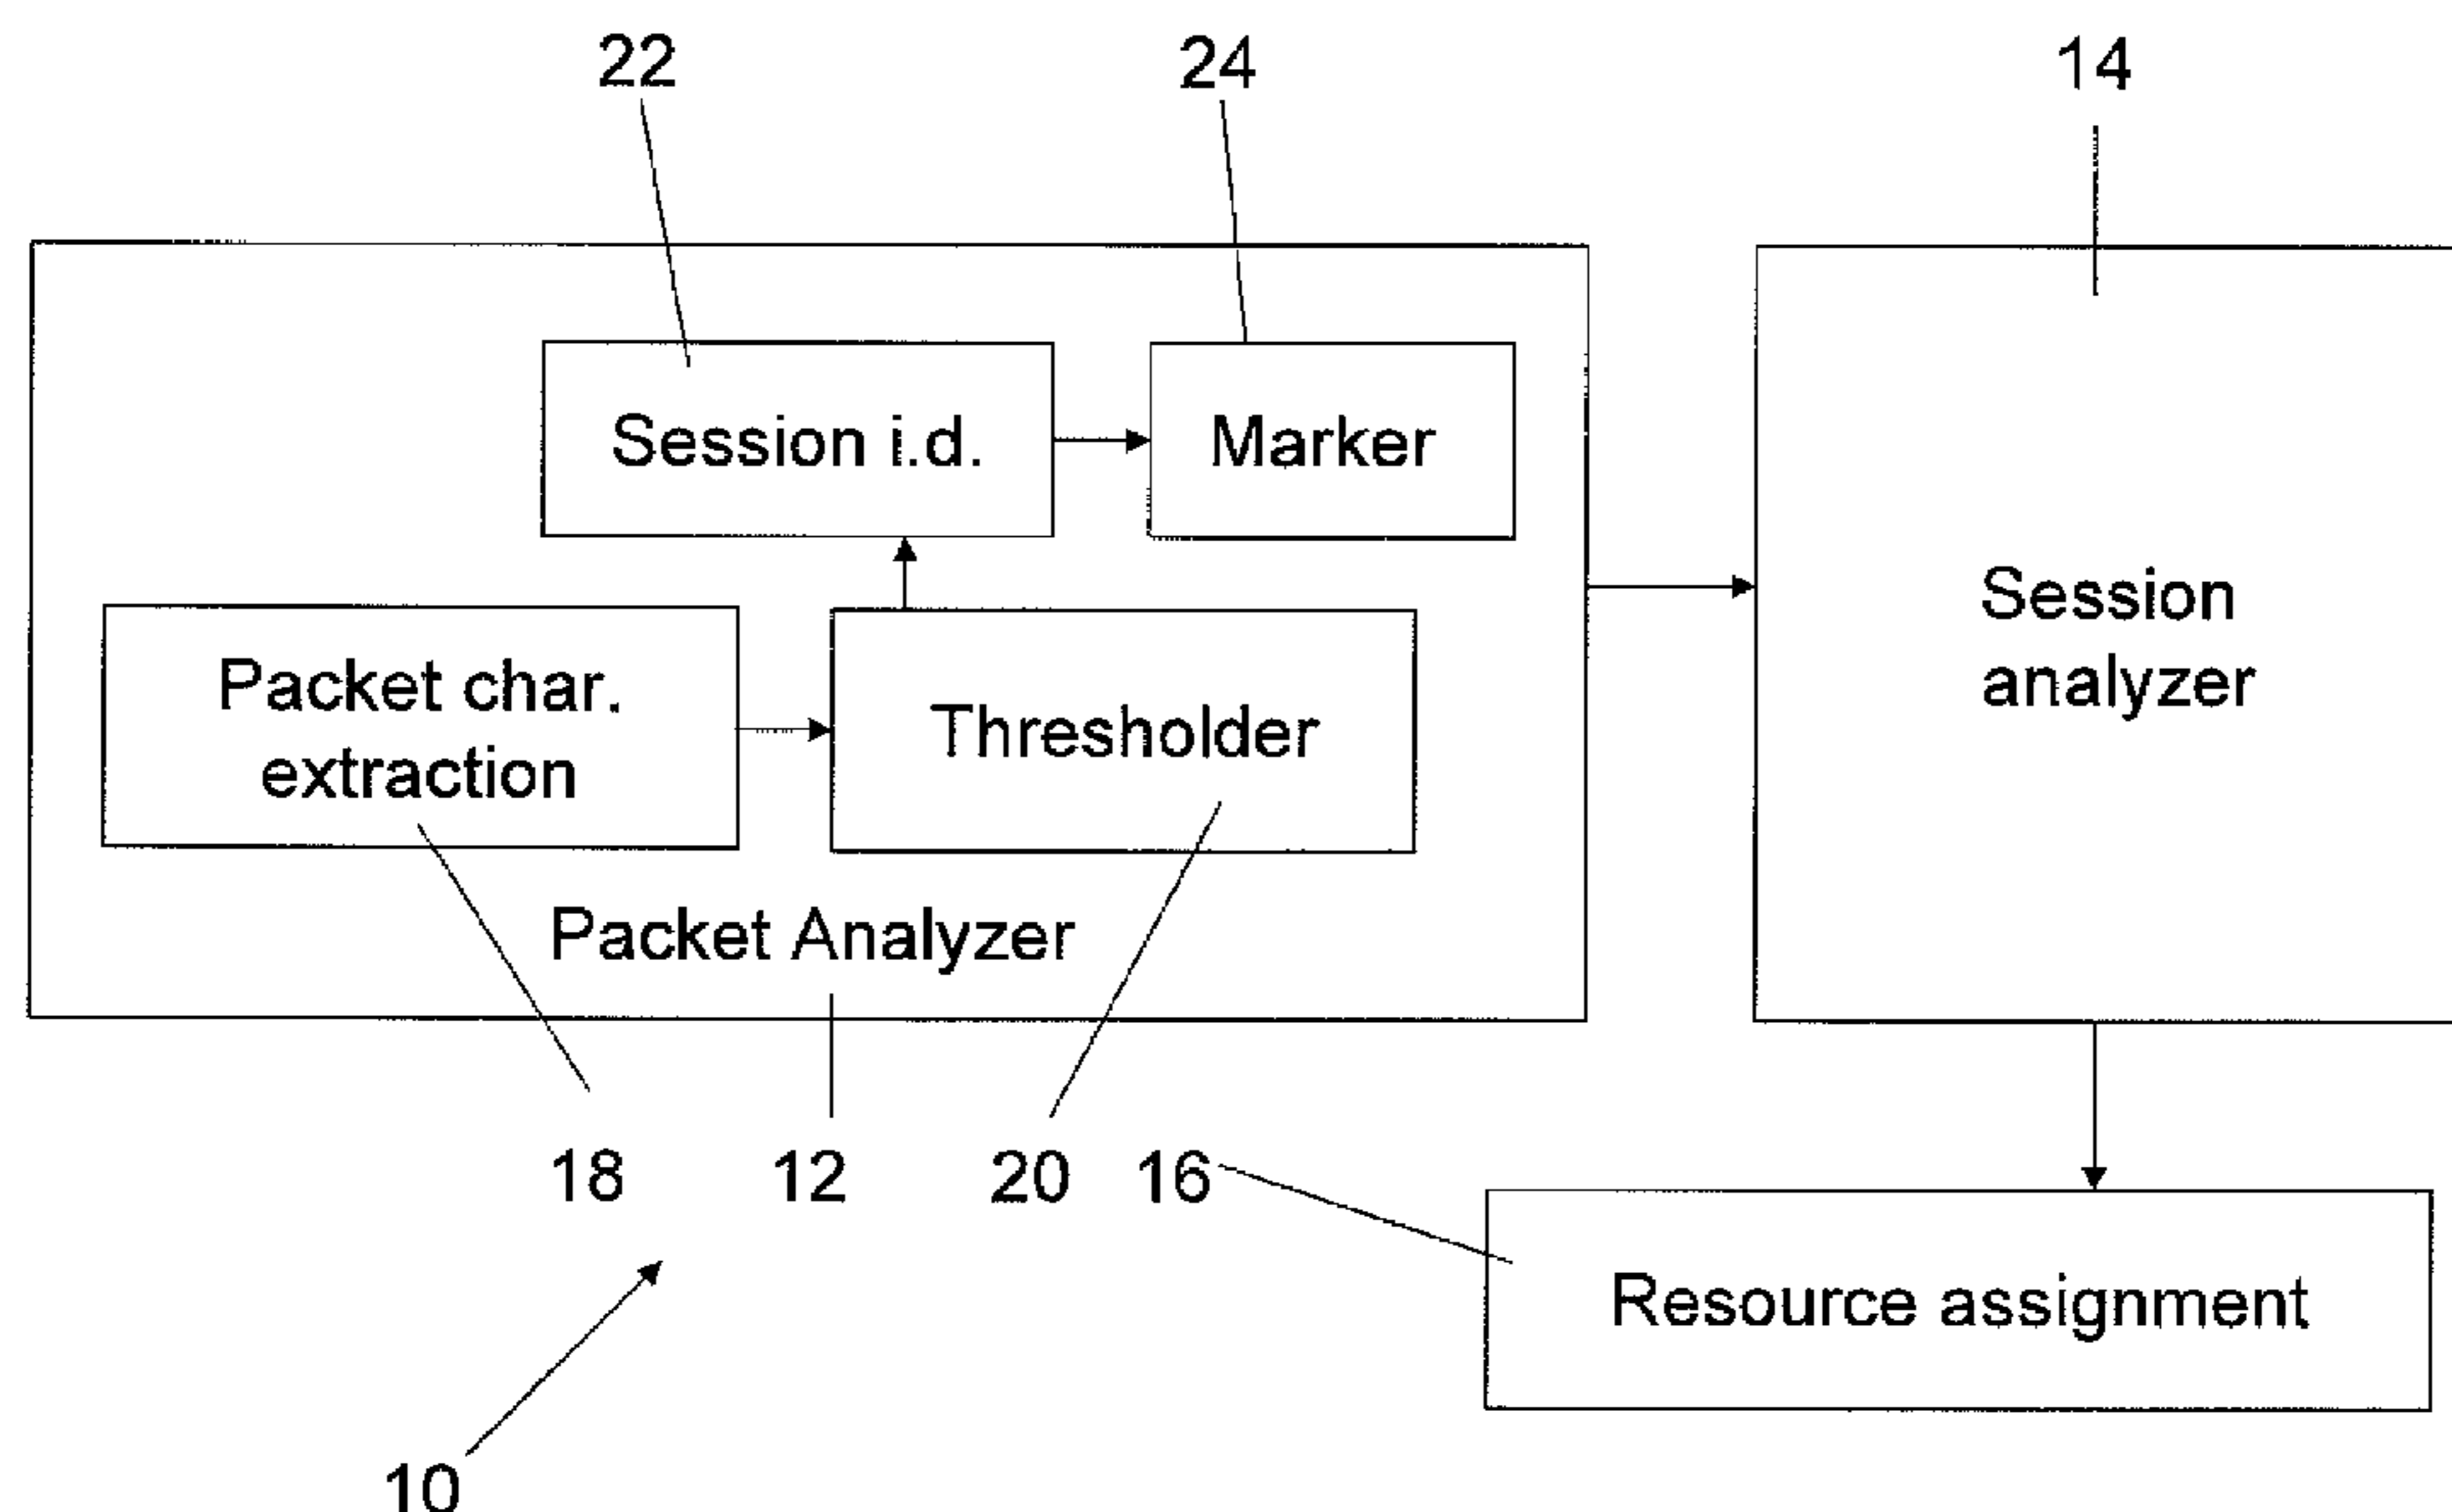 22
24
14
Session i.d.
Marker
Session
analyzer
Packet char.
extraction
Thresholder
Packet Analyzer
18
12
20
16
Resource assignment
10